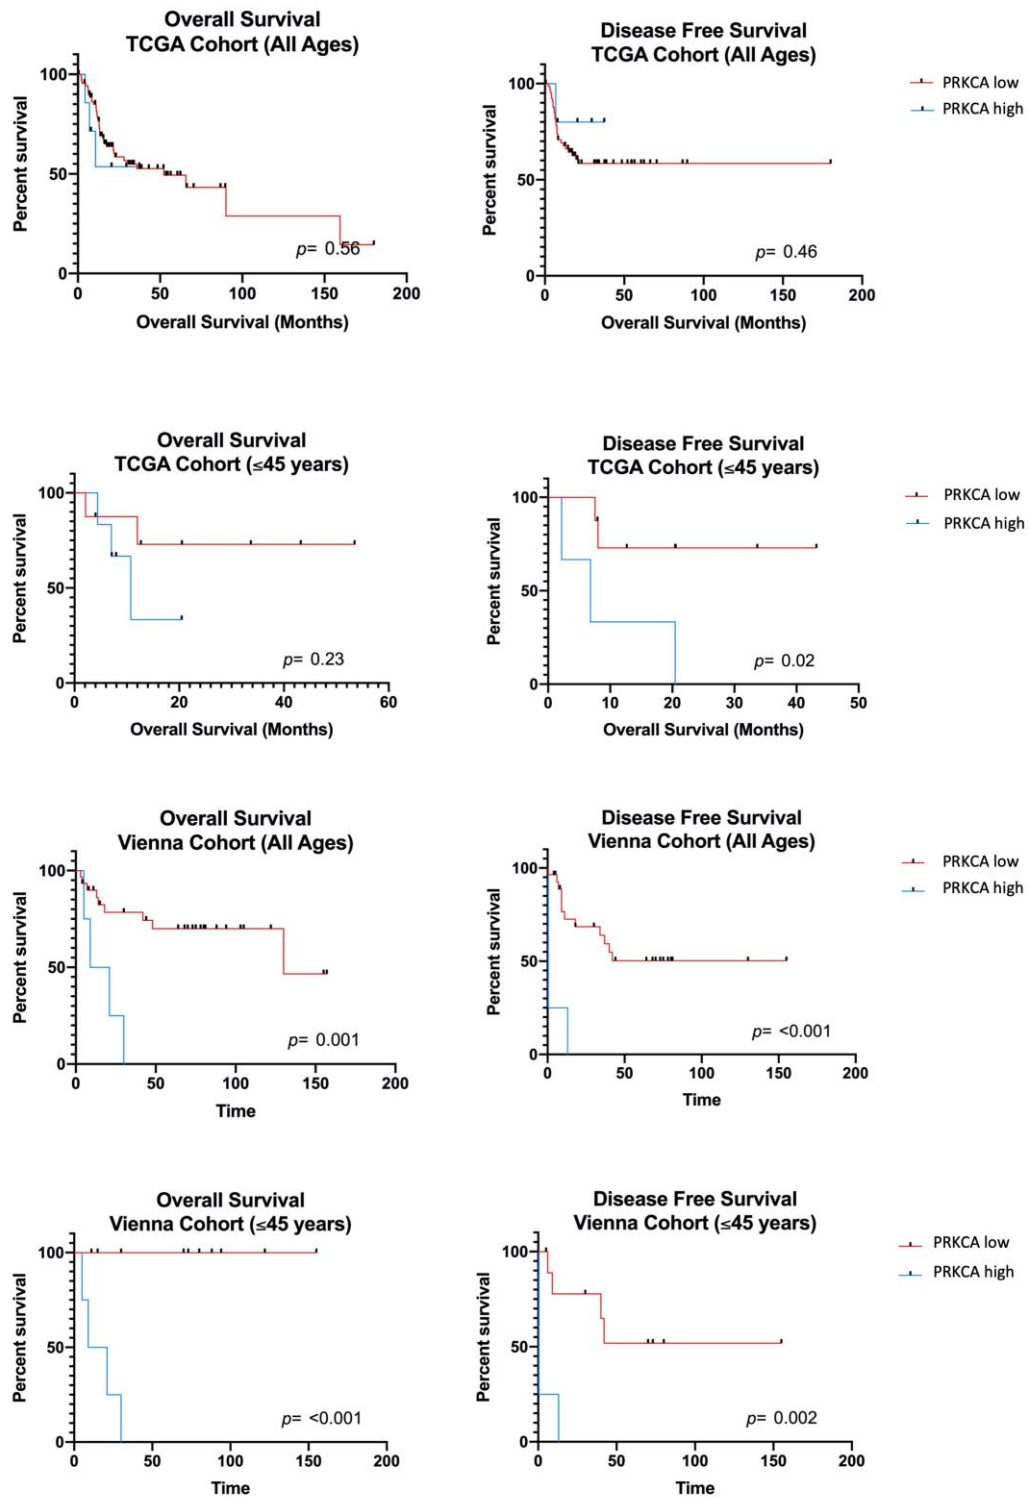 Overall Survival
TCGA Cohort (All Ages)
Percent survival
100
50
0
0 50 100 150 200
p= 0.56
Overall Survival (Months)
Disease Free Survival
TCGA Cohort (All Ages)
Percent survival
100
50
0
0 50 100 150 200
p= 0.46
Overall Survival (Months)
PRKCA low
PRKCA high
Overall Survival
TCGA Cohort (≤45 years)
Percent survival
100
50
0
0 20 40 60
p= 0.23
Overall Survival (Months)
Disease Free Survival
TCGA Cohort (≤45 years)
Percent survival
100
50
0
0 10 20 30 40 50
p= 0.02
Overall Survival (Months)
PRKCA low
PRKCA high
Overall Survival
Vienna Cohort (All Ages)
Percent survival
100
50
0
0 50 100 150 200
p= 0.001
Time
Disease Free Survival
Vienna Cohort (All Ages)
Percent survival
100
50
0
0 50 100 150 200
p= <0.001
Time
PRKCA low
PRKCA high
Overall Survival
Vienna Cohort (≤45 years)
Percent survival
100
50
0
0 50 100 150 200
p= <0.001
Time
Disease Free Survival
Vienna Cohort (≤45 years)
Percent survival
100
50
0
0 50 100 150 200
p= 0.002
Time
PRKCA low
PRKCA high